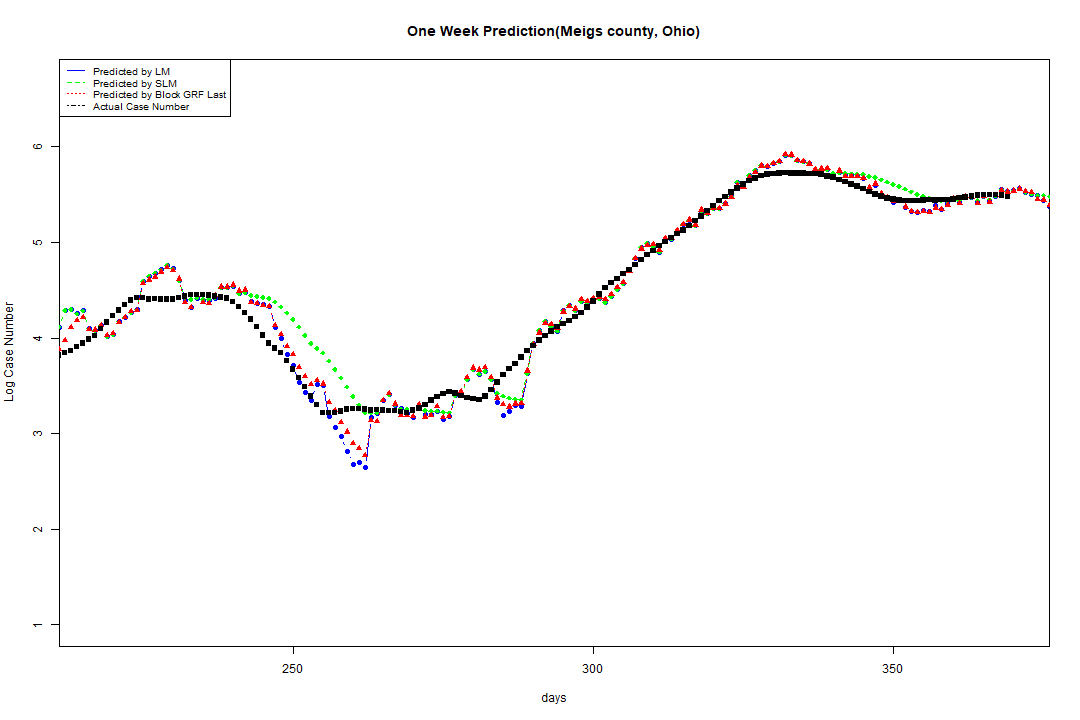 One Week Prediction(Meigs county, Ohio)
Predicted by LM
Predicted by SLM
Predicted by Block GRF Last
Actual Case Number
6
5
4
3
2
1
Log Case Number
250 300 350
days